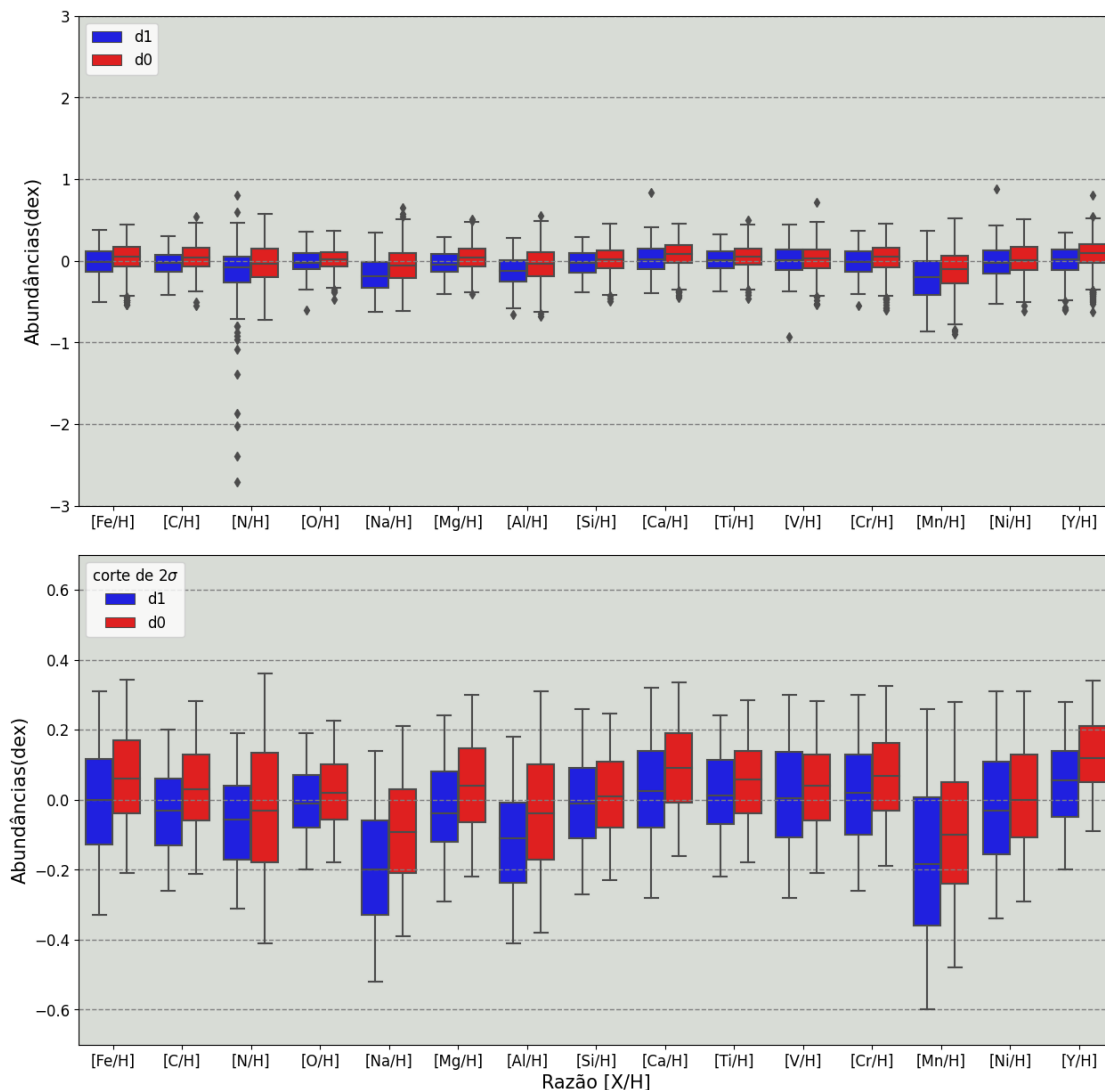 3
2
1
0
−1
−2
−3
Abundâncias(dex)
d1
d0
[Fe/H] [C/H] [N/H] [O/H] [Na/H] [Mg/H] [Al/H] [Si/H] [Ca/H] [Ti/H] [V/H] [Cr/H] [Mn/H] [Ni/H] [Y/H]
0.6
0.4
0.2
0.0
−0.2
−0.4
−0.6
Abundâncias(dex)
corte de 2σ
d1
d0
[Fe/H] [C/H] [N/H] [O/H] [Na/H] [Mg/H] [Al/H] [Si/H] [Ca/H] [Ti/H] [V/H] [Cr/H] [Mn/H] [Ni/H] [Y/H]
Razão [X/H]